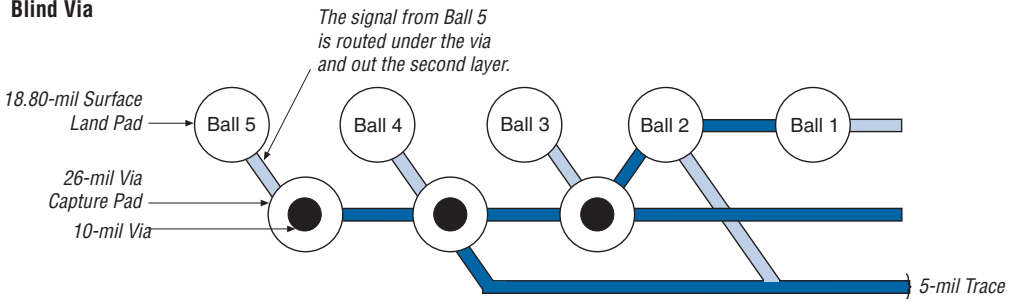 Blind Via
The signal from Ball 5
is routed under the via
and out the second layer.
18.80-mil Surface
Land Pad
Ball 5
Ball 4
Ball 3
Ball 2
Ball 1
26-mil Via
Capture Pad
10-mil Via
5-mil Trace